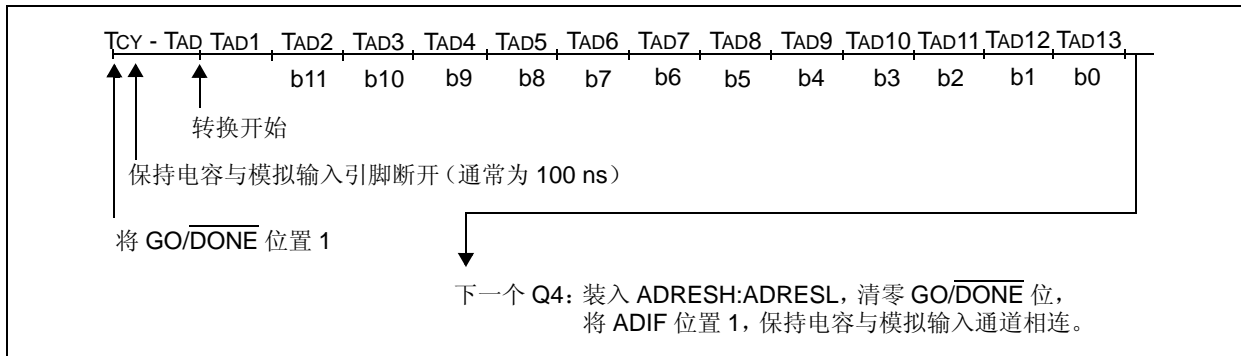 TCY - TAD TAD1 TAD2 TAD3 TAD4 TAD5 TAD6 TAD7 TAD8 TAD9 TAD10 TAD11 TAD12 TAD13
b11 b10 b9 b8 b7 b6 b5 b4 b3 b2 b1 b0
转换开始
保持电容与模拟输入引脚断开（通常为 100 ns）
将 GO/DONE 位置 1
下一个 Q4：装入 ADRESH:ADRESL，清零 GO/DONE 位，
将 ADIF 位置 1，保持电容与模拟输入通道相连。